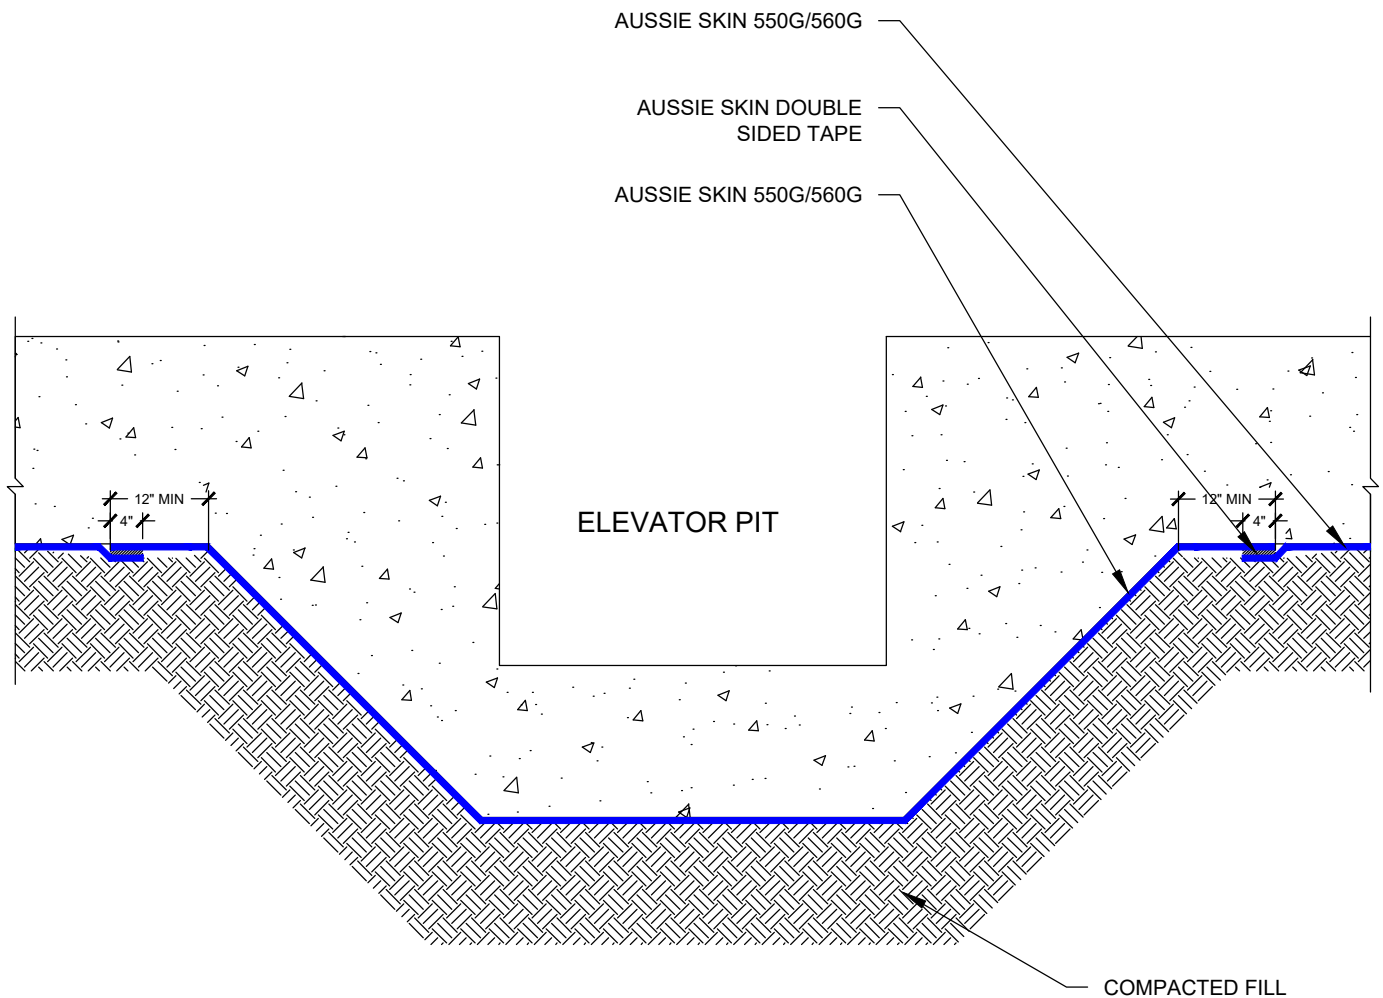 AUSSIE SKIN 550G/560G
AUSSIE SKIN DOUBLE
SIDED TAPE
AUSSIE SKIN 550G/560G
12" MIN
4"
12" MIN
4"
ELEVATOR PIT
COMPACTED FILL